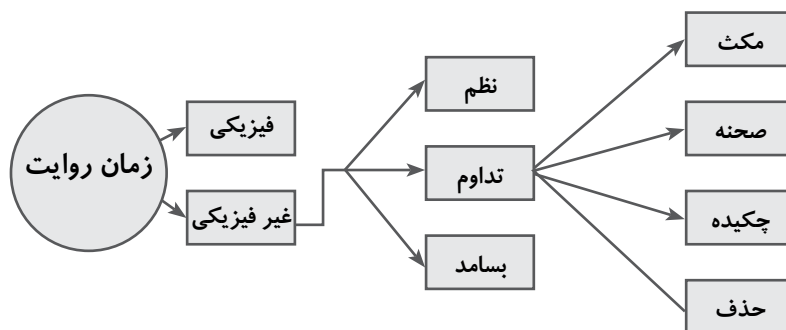 زمان روایت
فیزیکی
غیر فیزیکی
نظم
تداوم
بسامد
مکث
صحنه
چکیده
حذف